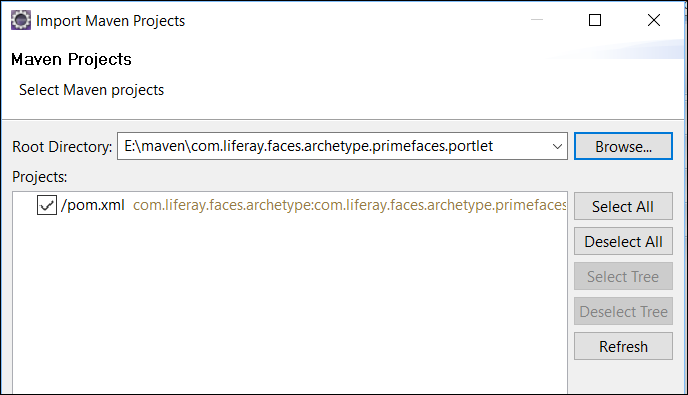 Import Maven Projects
Maven Projects
Select Maven projects
Root Directory: E:\maven\com.liferay.faces.archetype.primefaces.portlet Browse...
Projects:
/pom.xml com.liferay.faces.archetype:com.liferay.faces.archetype.primefaces
Select All
Deselect All
Select Tree
Deselect Tree
Refresh